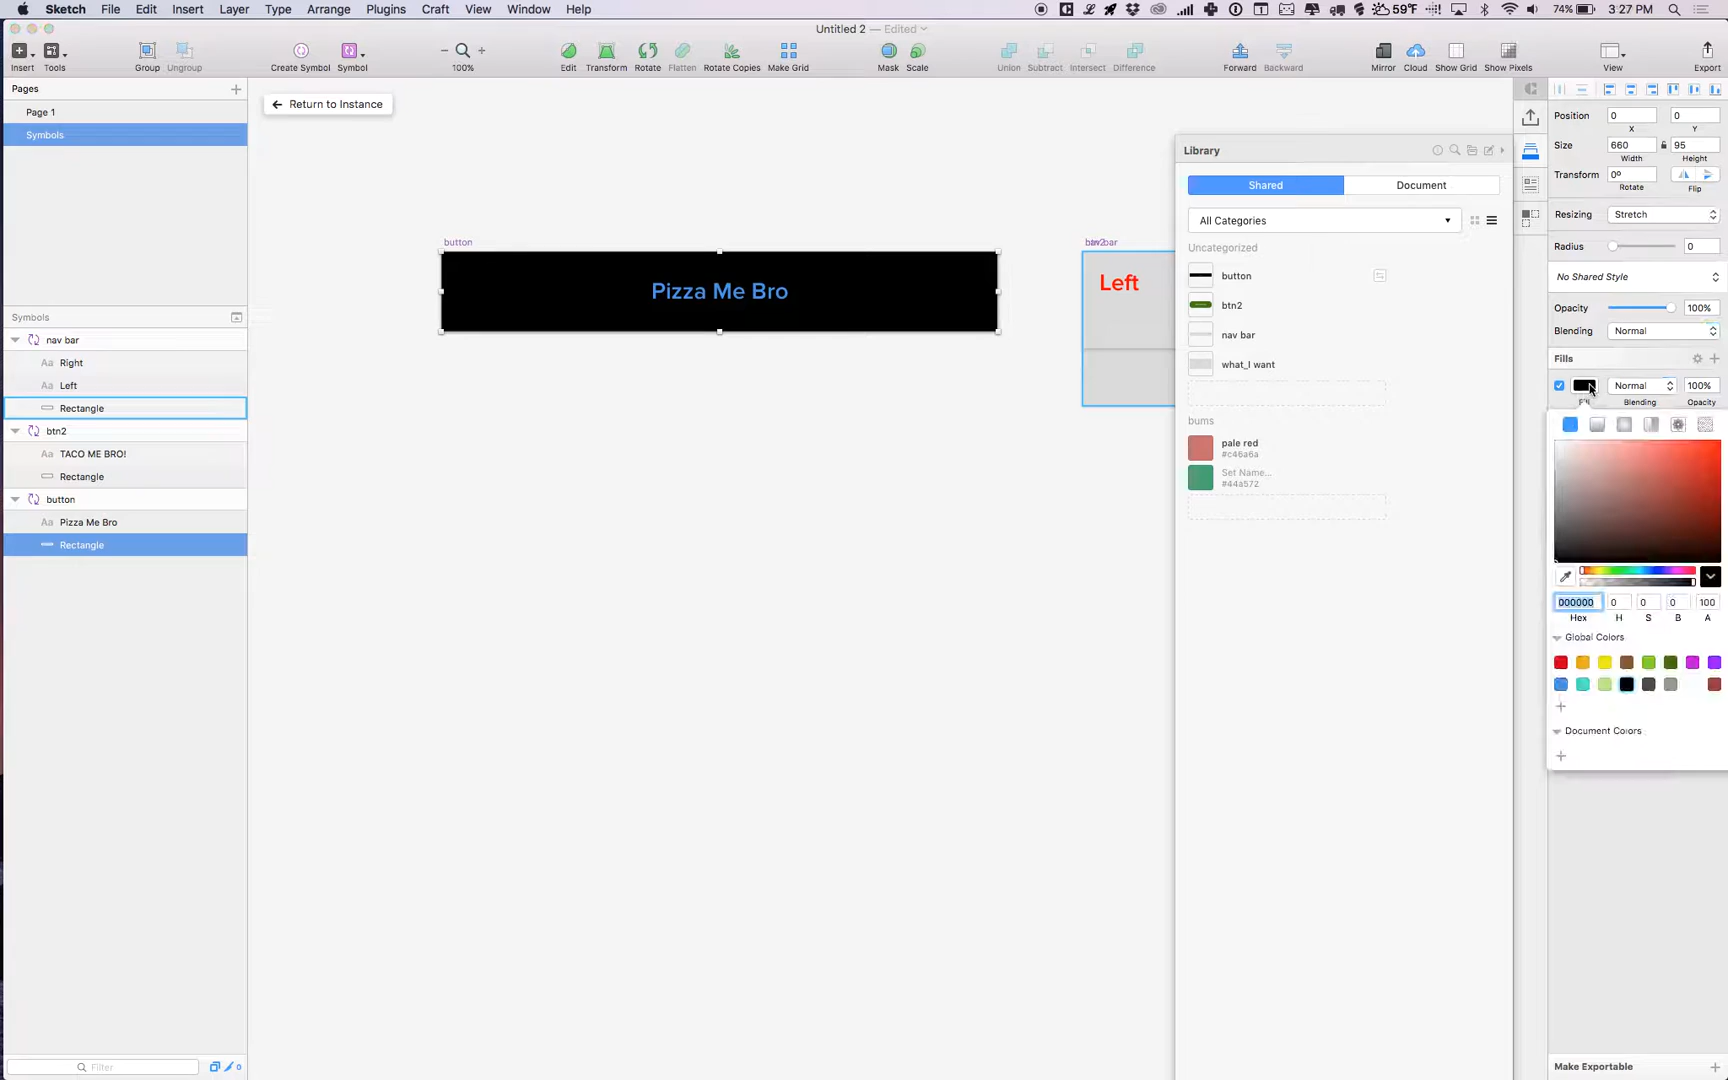 Sketch File Edit Insert Layer Type Arrange Plugins Craft View Window Help
59°F 74% 3:27 PM
Untitled 2 — Edited
Insert Tools Group Ungroup Create Symbol Symbol 100% Edit Transform Rotate Flatten Rotate Copies Make Grid Mask Scale Union Subtract Intersect Difference Forward Backward Mirror Cloud Show Grid Show Pixels View Export
Pages
Page 1
Symbols
Symbols
nav bar
Aa Right
Aa Left
Rectangle
btn2
Aa TACO ME BRO!
Rectangle
button
Aa Pizza Me Bro
Rectangle
Filter
0
Return to Instance
button
Pizza Me Bro
Left
Library
Shared Document
All Categories
Uncategorized
button
btn2
nav bar
what_I want
bums
pale red
#c46a6a
Set Name...
#44a572
Position 0 0
X Y
Size 660 95
Width Height
Transform 0º
Rotate Flip
Resizing Stretch
Radius 0
No Shared Style
Opacity 100%
Blending Normal
Fills
Normal 100%
Fill Blending Opacity
000000 0 0 0 100
Hex H S B A
Global Colors
Document Colors
Make Exportable